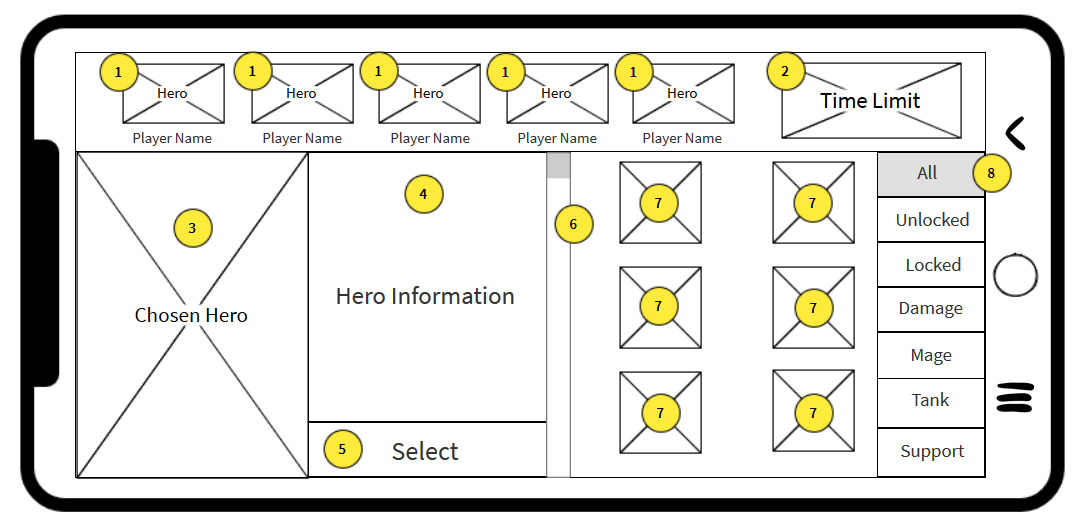 1 1 1 1 1 2
Hero Hero Hero Hero Hero Time Limit
Player Name Player Name Player Name Player Name Player Name
3
Chosen Hero
4
Hero Information
5 Select
6
7 7
7 7
7 7
All 8
Unlocked
Locked
Damage
Mage
Tank
Support